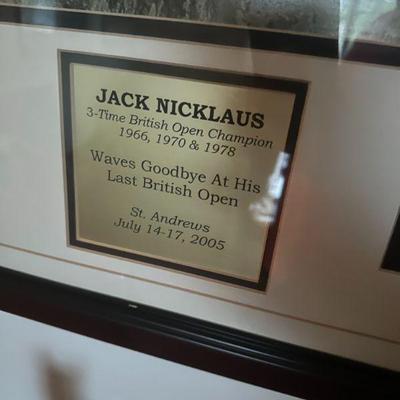 JACK NICKLAUS
3-Time British Open Champion
1966, 1970 & 1978
Waves Goodbye At His
Last British Open
St. Andrews
July 14-17, 2005